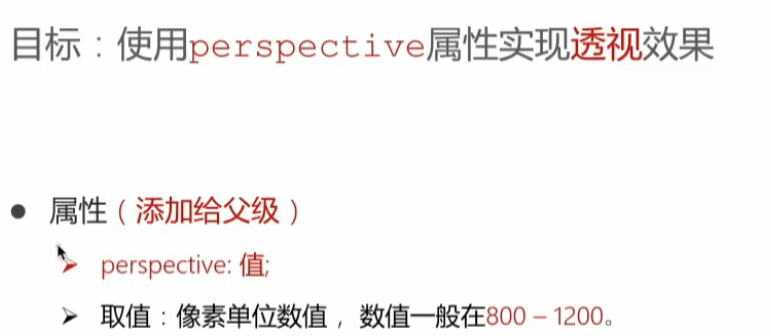 目标：使用perspective属性实现透视效果
● 属性（添加给父级）
➢ perspective: 值;
➢ 取值：像素单位数值，数值一般在800 – 1200。